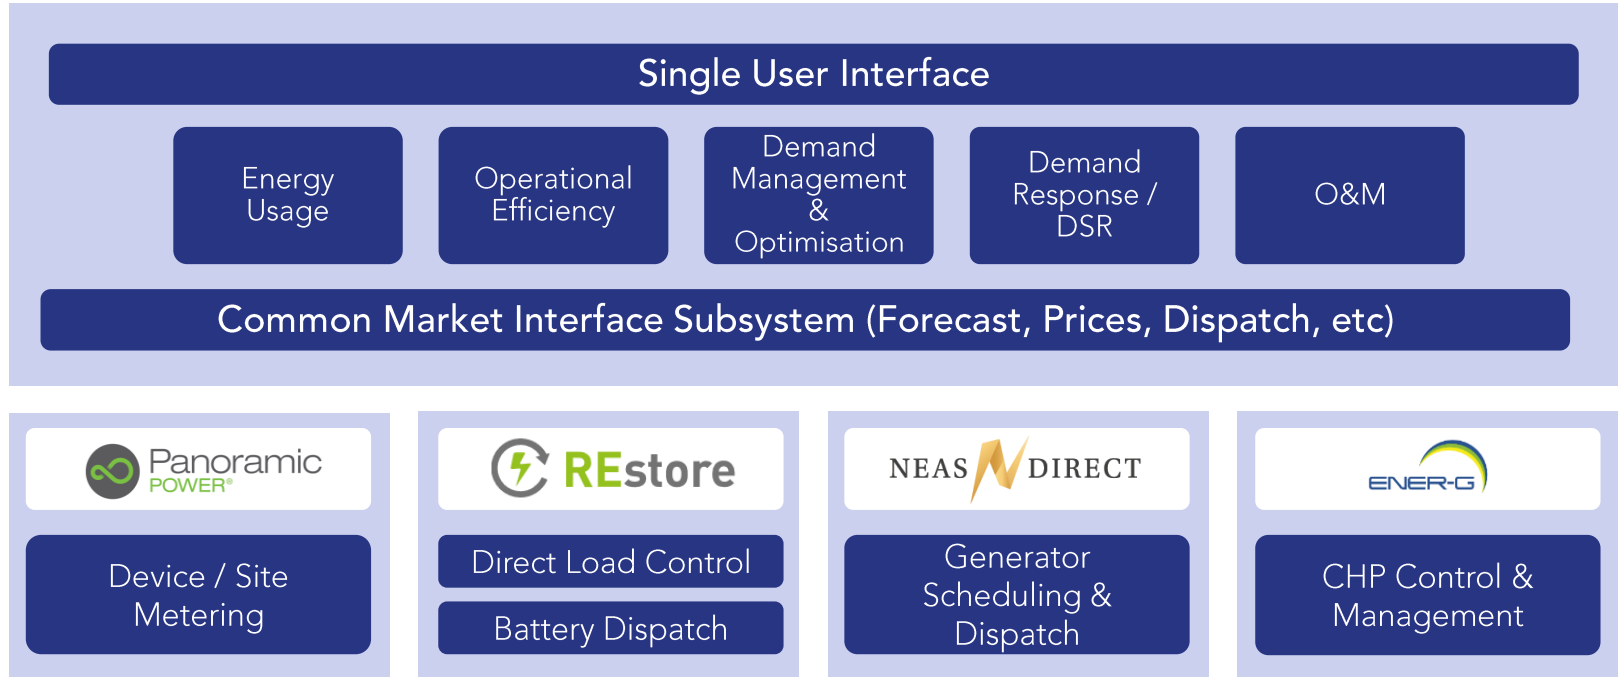 Single User Interface
Energy
Usage
Operational
Efficiency
Demand
Management
&
Optimisation
Demand
Response /
DSR
O&M
Common Market Interface Subsystem (Forecast, Prices, Dispatch, etc)
Panoramic
POWER®
Device / Site
Metering
REstore
Direct Load Control
Battery Dispatch
NEAS DIRECT
Generator
Scheduling &
Dispatch
ENER-G
CHP Control &
Management